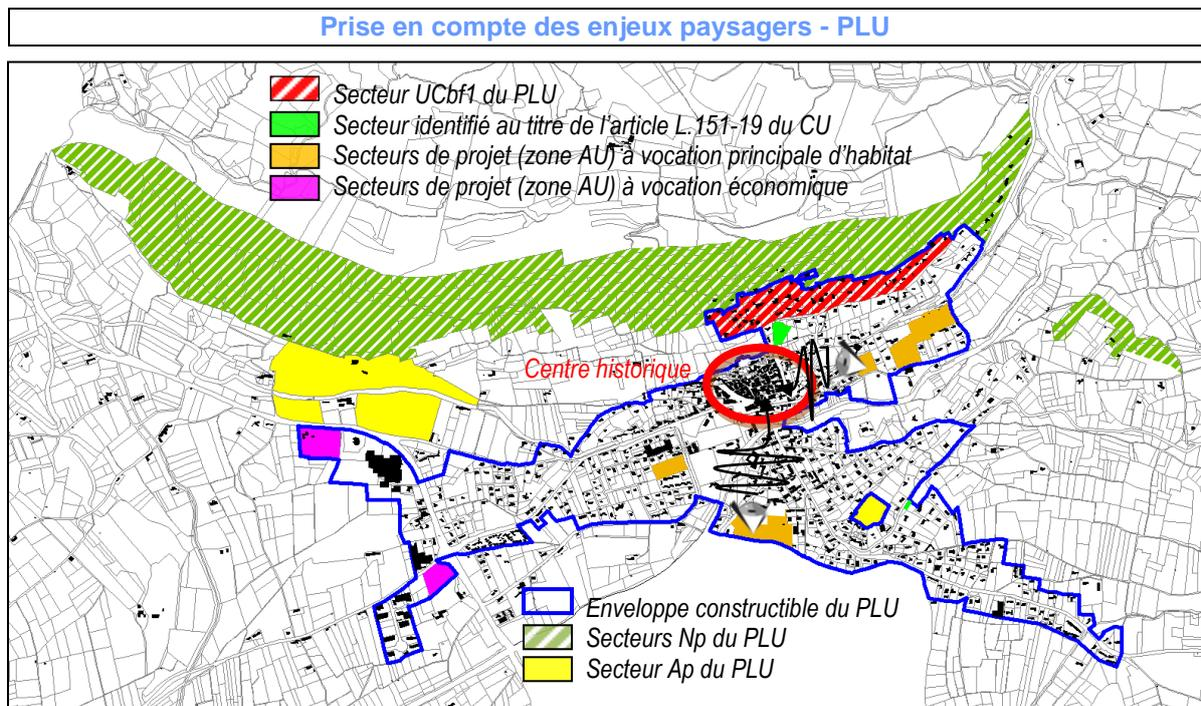 Prise en compte des enjeux paysagers - PLU
Secteur UCbf1 du PLU
Secteur identifié au titre de l'article L.151-19 du CU
Secteurs de projet (zone AU) à vocation principale d'habitat
Secteurs de projet (zone AU) à vocation économique
Centre historique
Enveloppe constructible du PLU
Secteurs Np du PLU
Secteur Ap du PLU